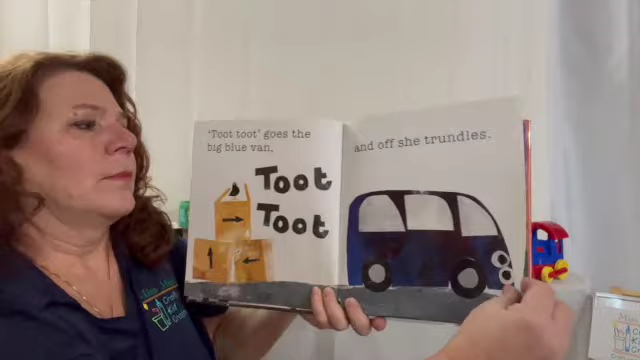 'Toot toot' goes the
big blue van,
Toot
Toot
and off she trundles.